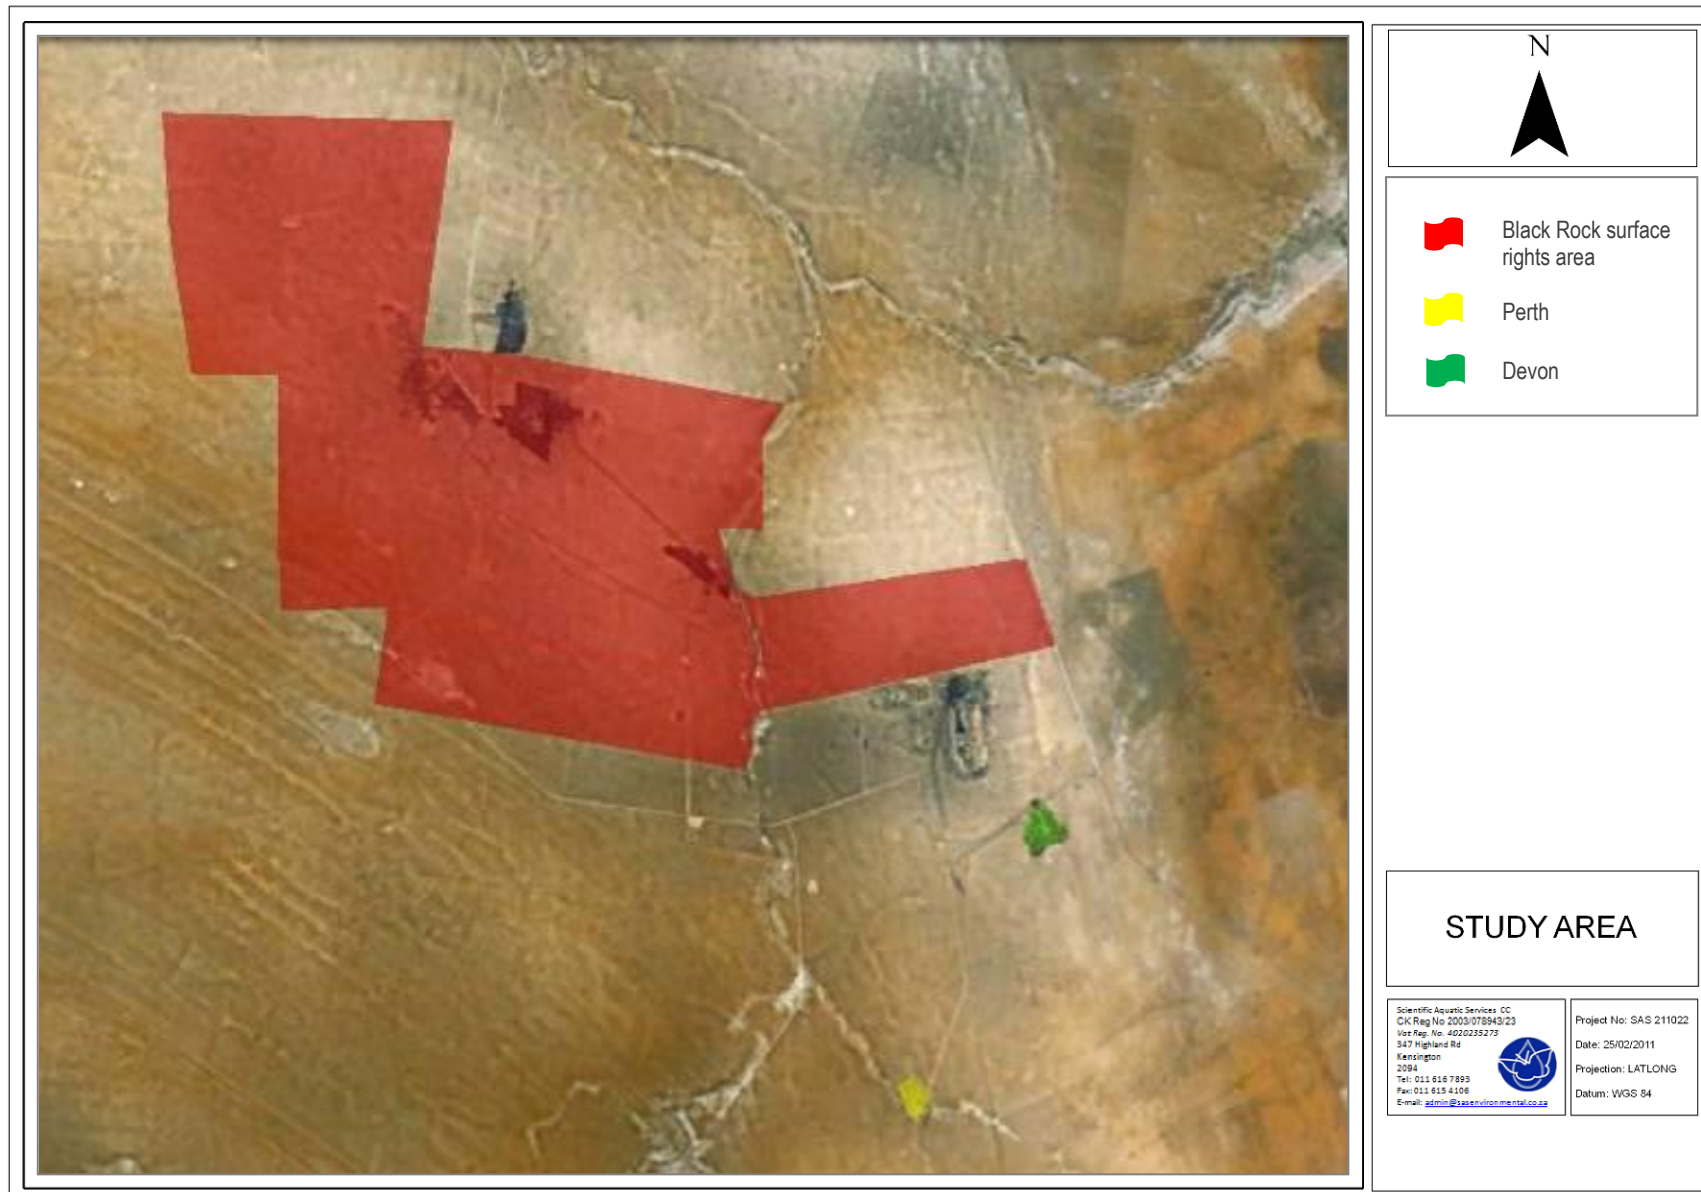 N
Black Rock surface
rights area
Perth
Devon
STUDY AREA
Scientific Aquatic Services CC
CK Reg No 2003/078943/23
Vat Reg. No. 4020235273
347 Highland Rd
Kensington
2094
Tel: 011 616 7893
Fax: 011 615 4106
E-mail: admin@sasenvironmental.co.za
Project No: SAS 211022
Date: 25/02/2011
Projection: LATLONG
Datum: WGS 84